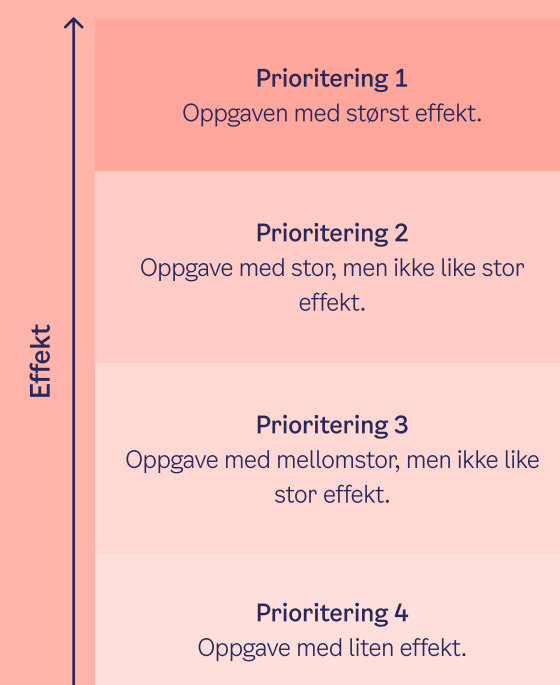 Prioritering 1
Oppgaven med størst effekt.
Prioritering 2
Oppgave med stor, men ikke like stor
effekt.
Effekt
Prioritering 3
Oppgave med mellomstor, men ikke like
stor effekt.
Prioritering 4
Oppgave med liten effekt.